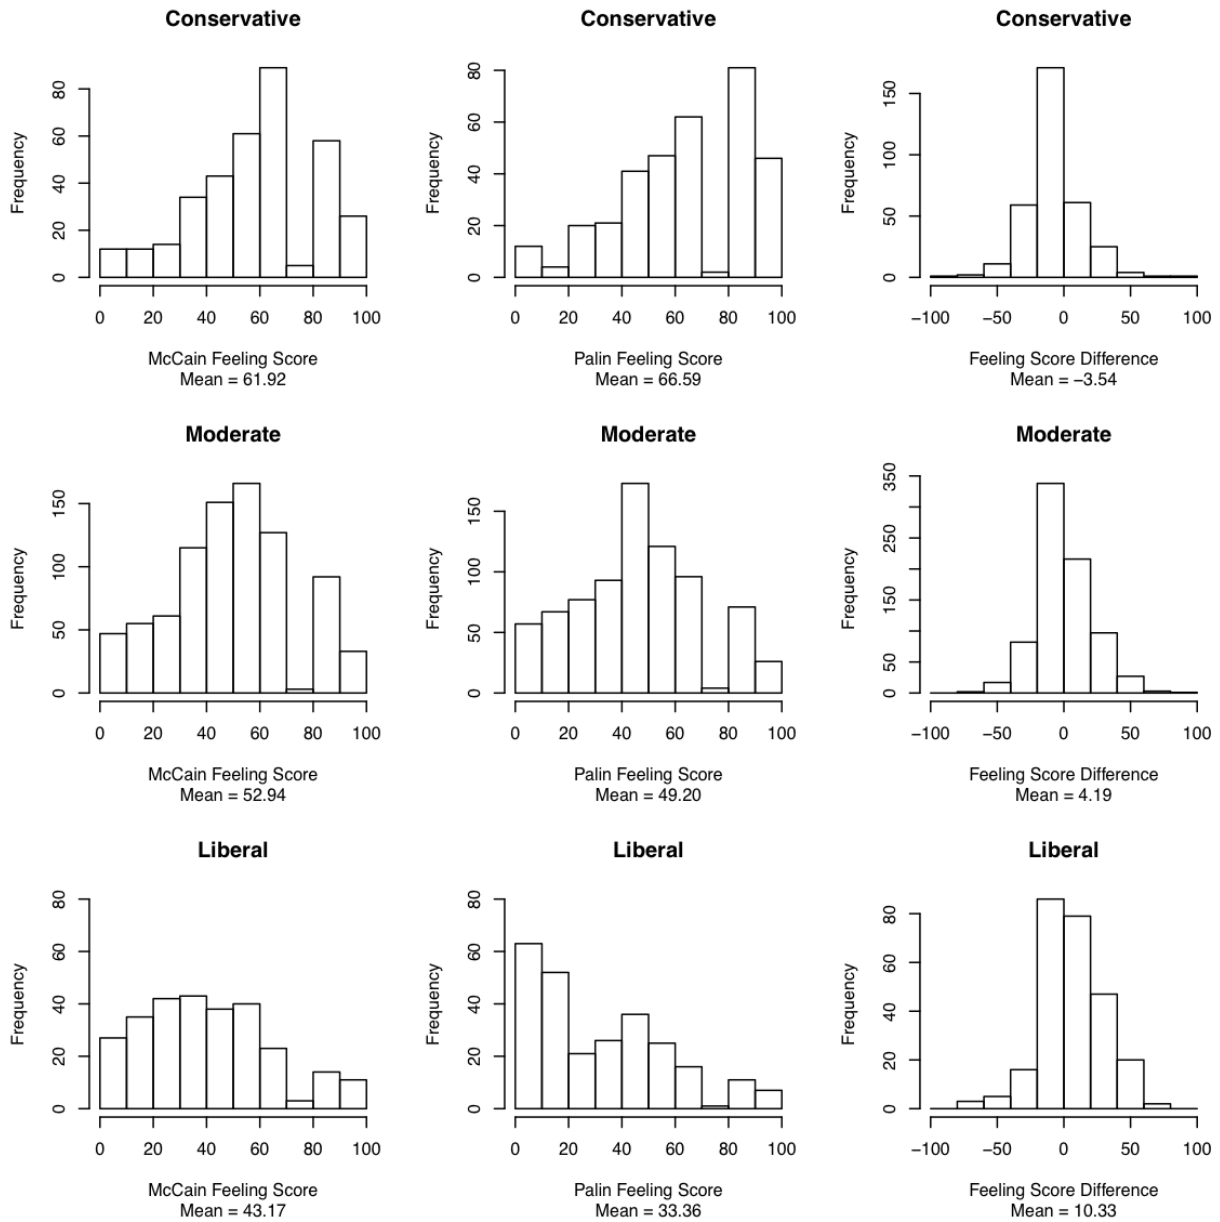 Conservative
Frequency
0 20 40 60 80
0 20 40 60 80 100
McCain Feeling Score
Mean = 61.92
Conservative
Frequency
0 20 40 60 80
0 20 40 60 80 100
Palin Feeling Score
Mean = 66.59
Conservative
Frequency
0 50 100 150
−100 −50 0 50 100
Feeling Score Difference
Mean = −3.54
Moderate
Frequency
0 50 100 150
0 20 40 60 80 100
McCain Feeling Score
Mean = 52.94
Moderate
Frequency
0 50 100 150
0 20 40 60 80 100
Palin Feeling Score
Mean = 49.20
Moderate
Frequency
0 50 150 250 350
−100 −50 0 50 100
Feeling Score Difference
Mean = 4.19
Liberal
Frequency
0 20 40 60 80
0 20 40 60 80 100
McCain Feeling Score
Mean = 43.17
Liberal
Frequency
0 20 40 60 80
0 20 40 60 80 100
Palin Feeling Score
Mean = 33.36
Liberal
Frequency
0 20 40 60 80
−100 −50 0 50 100
Feeling Score Difference
Mean = 10.33